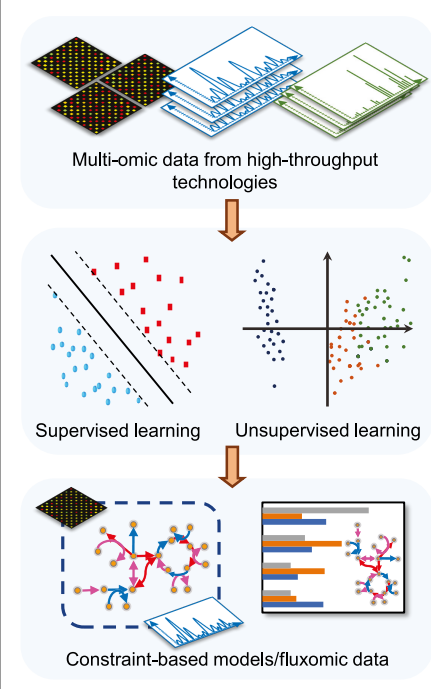 Multi-omic data from high-throughput
technologies
Supervised learning
Unsupervised learning
Constraint-based models/fluxomic data